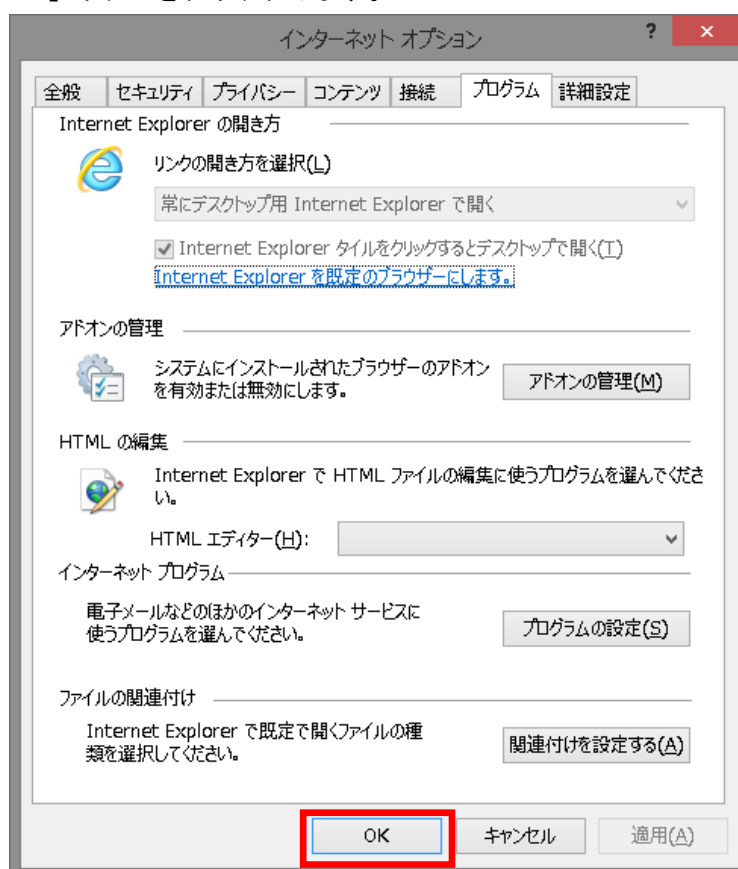 インターネット オプション
?
×
全般 セキュリティ プライバシー コンテンツ 接続 プログラム 詳細設定
Internet Explorer の開き方
リンクの開き方を選択(L)
常にデスクトップ用 Internet Explorer で開く
Internet Explorer タイルをクリックするとデスクトップで開く(T)
Internet Explorer を既定のブラウザーにします。
アドオンの管理
システムにインストールされたブラウザーのアドオン
を有効または無効にします。
アドオンの管理(M)
HTML の編集
Internet Explorer で HTML ファイルの編集に使うプログラムを選んでくださ
い。
HTML エディター(H):
インターネット プログラム
電子メールなどのほかのインターネット サービスに
使うプログラムを選んでください。
プログラムの設定(S)
ファイルの関連付け
Internet Explorer で既定で開くファイルの種
類を選択してください。
関連付けを設定する(A)
OK キャンセル 適用(A)